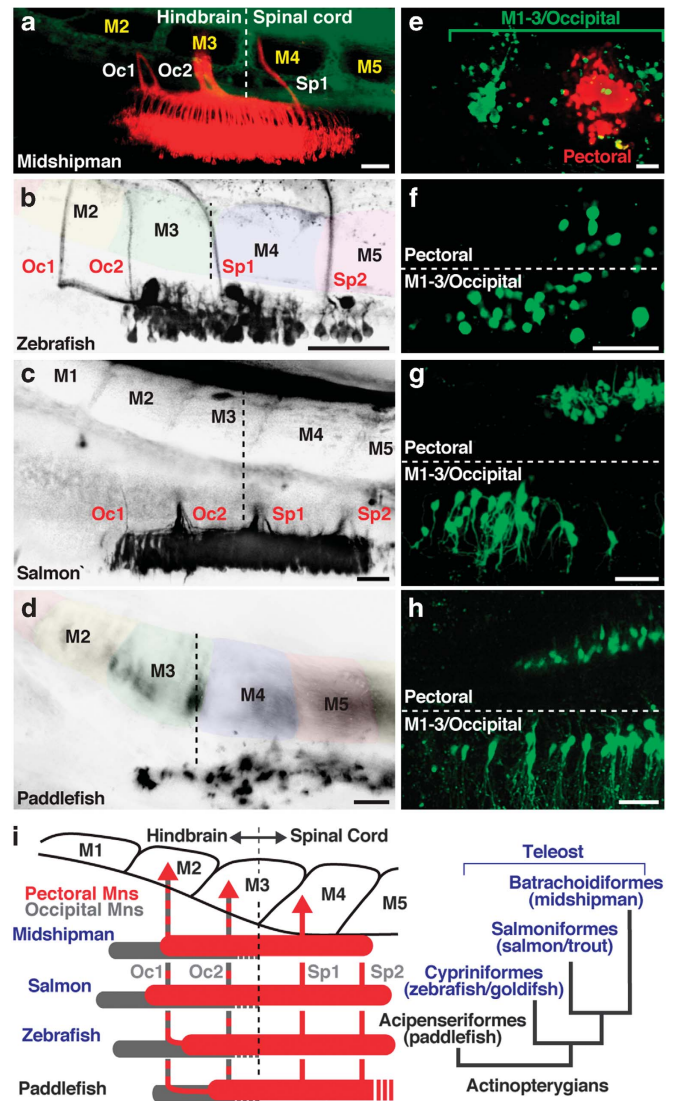 a
Hindbrain
Spinal cord
M2
M3
M4
M5
Oc1
Oc2
Sp1
Midshipman
e
M1-3/Occipital
Pectoral
b
M2
M3
M4
M5
Oc1
Oc2
Sp1
Sp2
Zebrafish
f
Pectoral
M1-3/Occipital
c
M1
M2
M3
M4
M5
Oc1
Oc2
Sp1
Sp2
Salmon`
g
Pectoral
M1-3/Occipital
d
M2
M3
M4
M5
Paddlefish
h
Pectoral
M1-3/Occipital
i
Hindbrain
Spinal Cord
M1
M2
M3
M4
M5
Pectoral Mns
Occipital Mns
Midshipman
Oc1
Oc2
Sp1
Sp2
Salmon
Zebrafish
Paddlefish
Teleost
Batrachoidiformes
(midshipman)
Salmoniformes
(salmon/trout)
Cypriniformes
(zebrafish/goldifsh)
Acipenseriformes
(paddlefish)
Actinopterygians